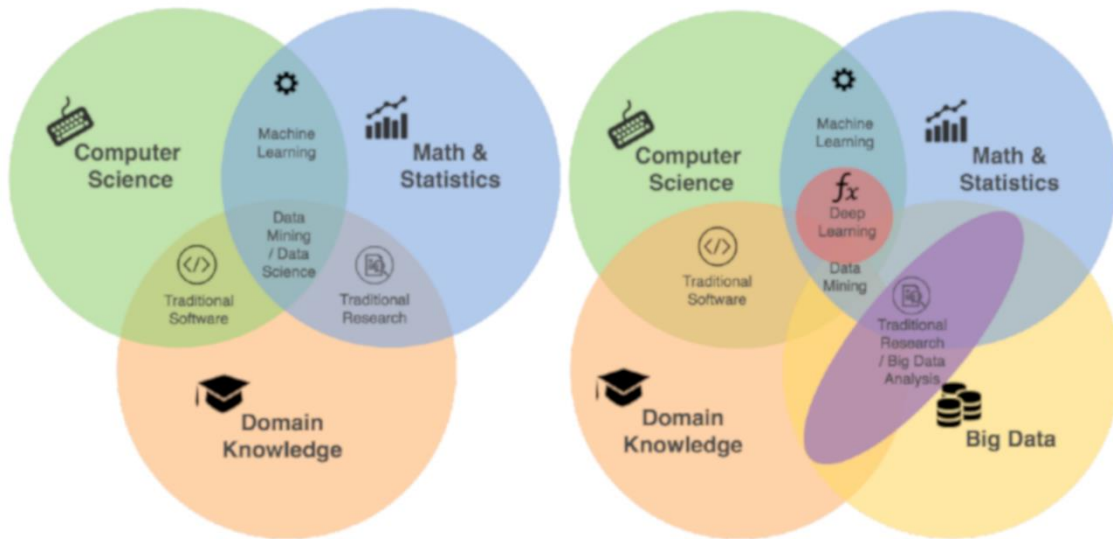 Computer
Science
Machine
Learning
Math &
Statistics
Data
Mining
/ Data
Science
</>
Traditional
Software
Traditional
Research
Domain
Knowledge
Computer
Science
Machine
Learning
Math &
Statistics
fx
Deep
Learning
</>
Traditional
Software
Data
Mining
Traditional
Research
/ Big Data
Analysis
Domain
Knowledge
Big Data